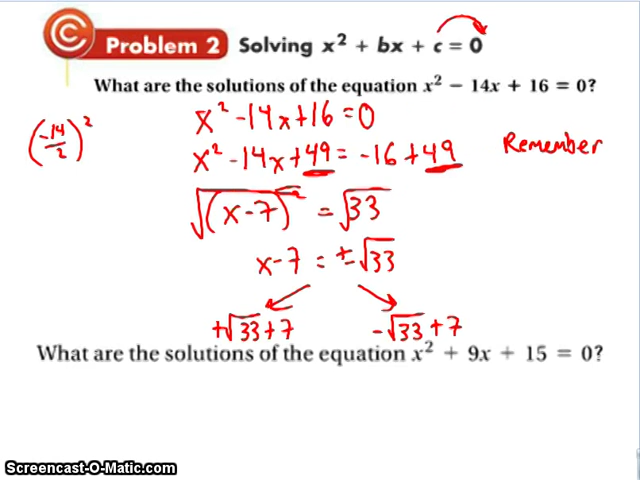 C Problem 2 Solving x² + bx + c = 0
What are the solutions of the equation x² − 14x + 16 = 0?
(-14/2)²
x² -14x+16=0
x² -14x+49= -16+49
Remember
√(x-7)² = √33
x-7 = ±√33
+√33+7
-√33+7
What are the solutions of the equation x² + 9x + 15 = 0?
Screencast-O-Matic.com